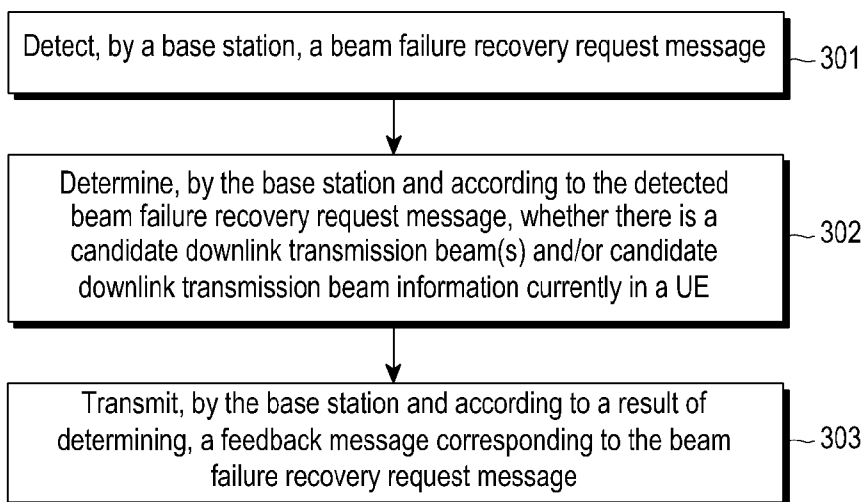 Detect, by a base station, a beam failure recovery request message
301
Determine, by the base station and according to the detected
beam failure recovery request message, whether there is a
candidate downlink transmission beam(s) and/or candidate
downlink transmission beam information currently in a UE
302
Transmit, by the base station and according to a result of
determining, a feedback message corresponding to the beam
failure recovery request message
303